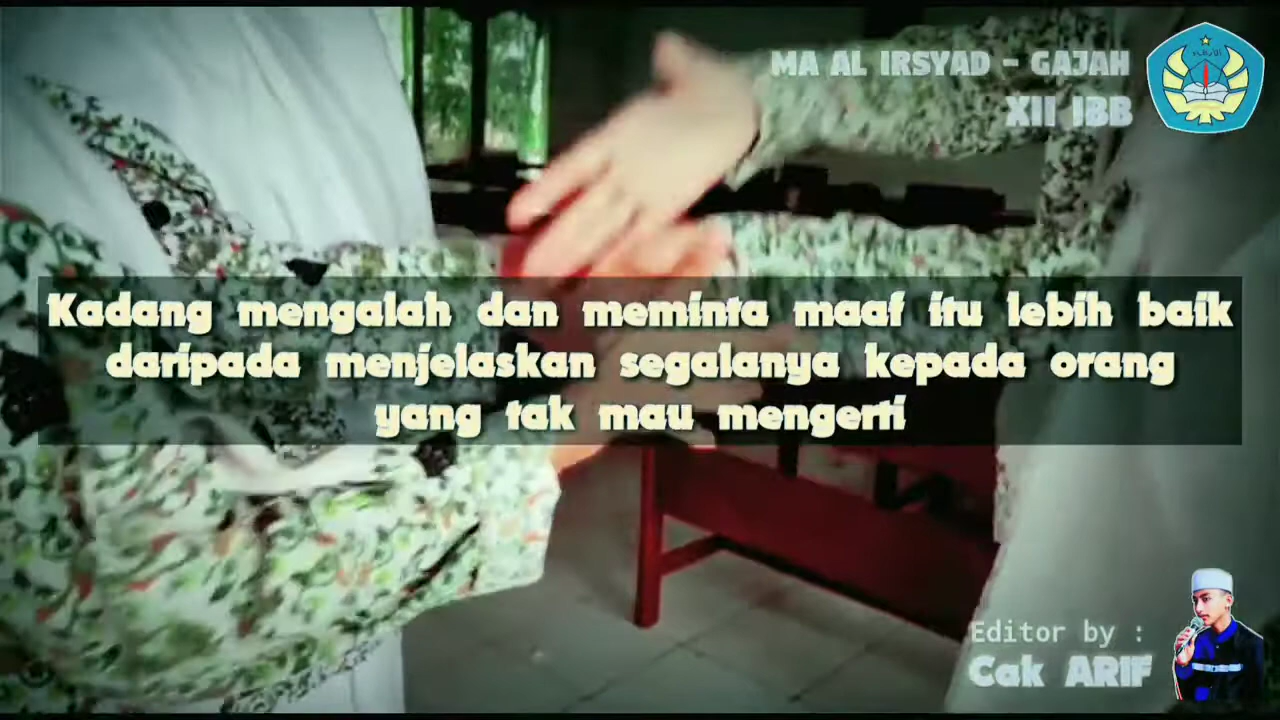 MA AL IRSYAD - GAJAH
XII IBB
Kadang mengalah dan meminta maaf itu lebih baik
daripada menjelaskan segalanya kepada orang
yang tak mau mengerti
Editor by :
Cak ARIF